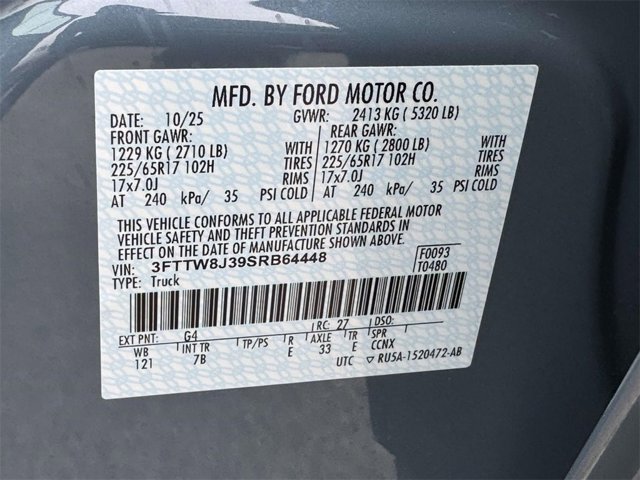 MFD. BY FORD MOTOR CO.
DATE: 10/25 GVWR: 2413 KG ( 5320 LB)
FRONT GAWR: REAR GAWR:
1229 KG ( 2710 LB) WITH 1270 KG ( 2800 LB) WITH
225/65R17 102H TIRES 225/65R17 102H TIRES
17x7.0J RIMS 17x7.0J RIMS
AT 240 kPa/ 35 PSI COLD AT 240 kPa/ 35 PSI COLD
THIS VEHICLE CONFORMS TO ALL APPLICABLE FEDERAL MOTOR
VEHICLE SAFETY AND THEFT PREVENTION STANDARDS IN
EFFECT ON THE DATE OF MANUFACTURE SHOWN ABOVE.
VIN: 3FTTW8J39SRB64448 F0093
TYPE: Truck T0480
EXT PNT: G4 RC: 27 DSO:
WB INT TR TP/PS R AXLE TR SPR
121 7B E 33 E CCNX
UTC ▽ RU5A-1520472-AB